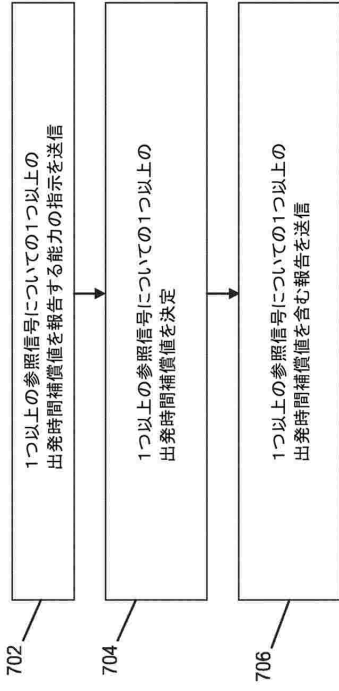 1つ以上の参照信号についての1つ以上の
出発時間補償値を報告する能力の指示を送信
702
1つ以上の参照信号についての1つ以上の
出発時間補償値を決定
704
1つ以上の参照信号についての1つ以上の
出発時間補償値を含む報告を送信
706